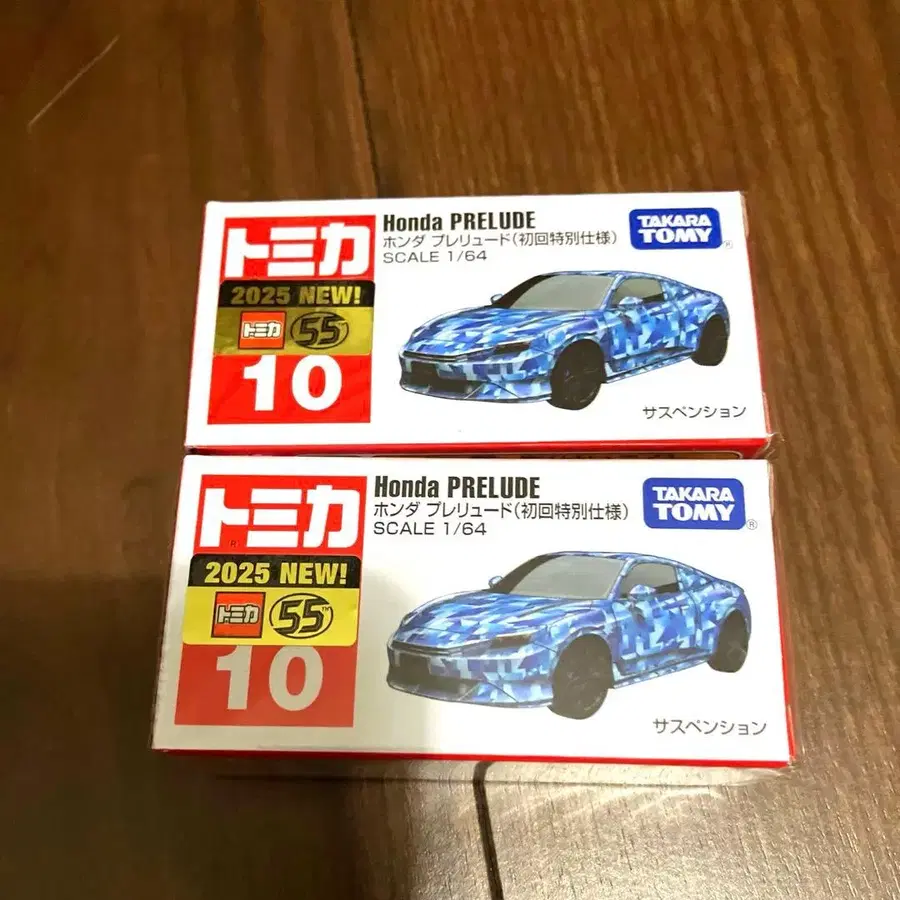 トミカ
2025 NEW!
トミカ 55
10
Honda PRELUDE
ホンダ プレリュード(初回特別仕様)
SCALE 1/64
TAKARA
TOMY®
サスペンション
トミカ
2025 NEW!
トミカ 55™
10
Honda PRELUDE
ホンダ プレリュード(初回特別仕様)
SCALE 1/64
TAKARA
TOMY®
サスペンション